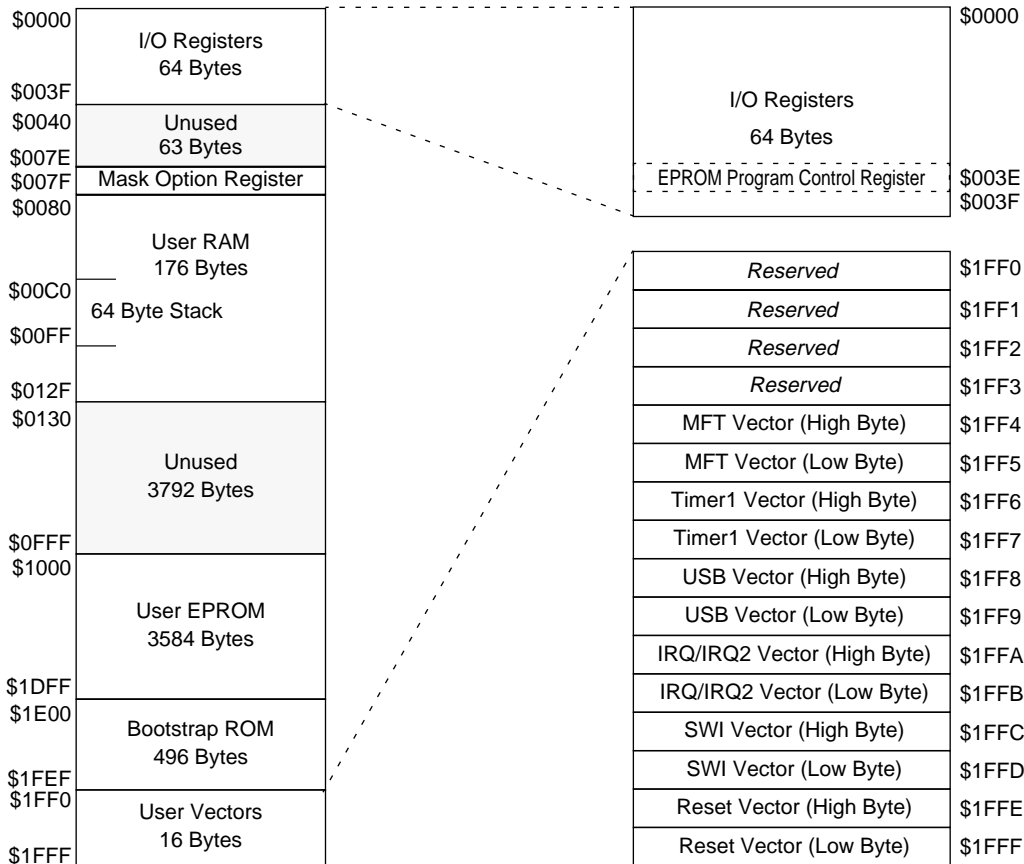 $0000
I/O Registers
64 Bytes
$003F
$0040
Unused
63 Bytes
$007E
$007F
Mask Option Register
$0080
User RAM
176 Bytes
$00C0
64 Byte Stack
$00FF
$012F
$0130
Unused
3792 Bytes
$0FFF
$1000
User EPROM
3584 Bytes
$1DFF
$1E00
Bootstrap ROM
496 Bytes
$1FEF
$1FF0
User Vectors
16 Bytes
$1FFF
$0000
I/O Registers
64 Bytes
EPROM Program Control Register $003E
$003F
Reserved $1FF0
Reserved $1FF1
Reserved $1FF2
Reserved $1FF3
MFT Vector (High Byte) $1FF4
MFT Vector (Low Byte) $1FF5
Timer1 Vector (High Byte) $1FF6
Timer1 Vector (Low Byte) $1FF7
USB Vector (High Byte) $1FF8
USB Vector (Low Byte) $1FF9
IRQ/IRQ2 Vector (High Byte) $1FFA
IRQ/IRQ2 Vector (Low Byte) $1FFB
SWI Vector (High Byte) $1FFC
SWI Vector (Low Byte) $1FFD
Reset Vector (High Byte) $1FFE
Reset Vector (Low Byte) $1FFF